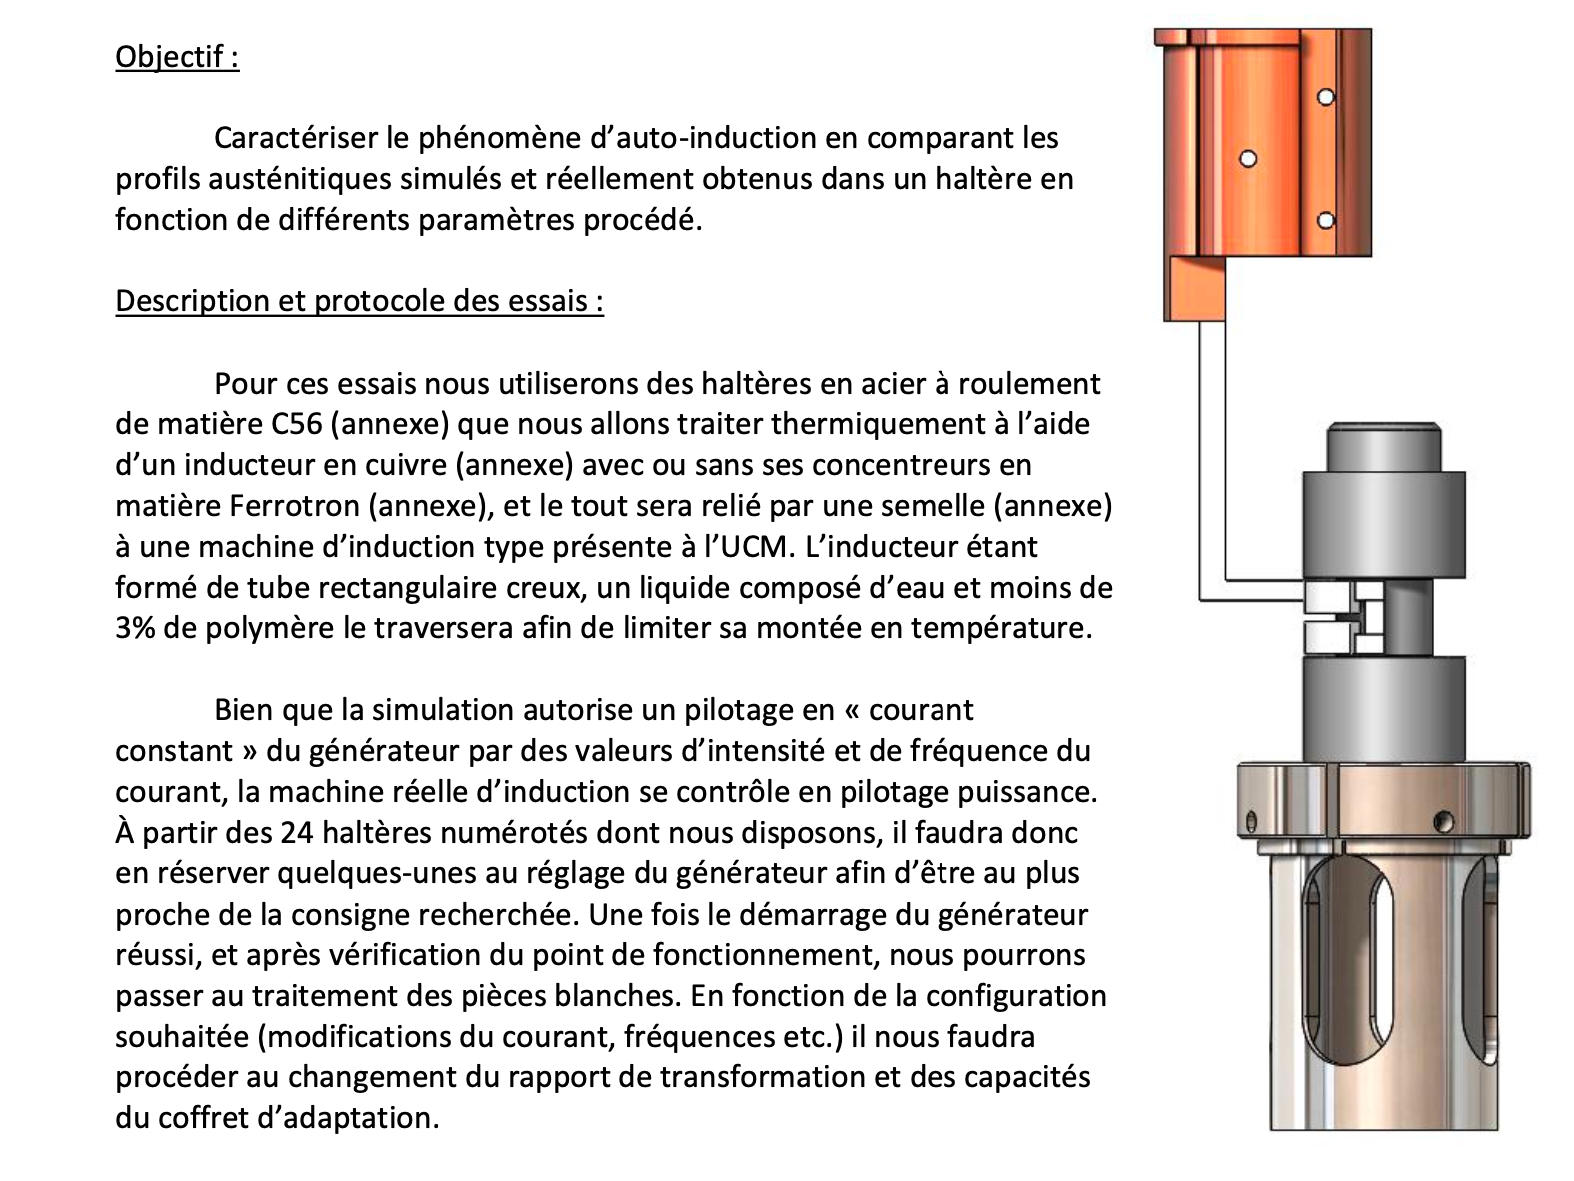 Objectif :
Caractériser le phénomène d’auto-induction en comparant les
profils austénitiques simulés et réellement obtenus dans un haltère en
fonction de différents paramètres procédé.
Description et protocole des essais :
Pour ces essais nous utiliserons des haltères en acier à roulement
de matière C56 (annexe) que nous allons traiter thermiquement à l’aide
d’un inducteur en cuivre (annexe) avec ou sans ses concentreurs en
matière Ferrotron (annexe), et le tout sera relié par une semelle (annexe)
à une machine d’induction type présente à l’UCM. L’inducteur étant
formé de tube rectangulaire creux, un liquide composé d’eau et moins de
3% de polymère le traversera afin de limiter sa montée en température.
Bien que la simulation autorise un pilotage en « courant
constant » du générateur par des valeurs d’intensité et de fréquence du
courant, la machine réelle d’induction se contrôle en pilotage puissance.
À partir des 24 haltères numérotés dont nous disposons, il faudra donc
en réserver quelques-unes au réglage du générateur afin d’être au plus
proche de la consigne recherchée. Une fois le démarrage du générateur
réussi, et après vérification du point de fonctionnement, nous pourrons
passer au traitement des pièces blanches. En fonction de la configuration
souhaitée (modifications du courant, fréquences etc.) il nous faudra
procéder au changement du rapport de transformation et des capacités
du coffret d’adaptation.